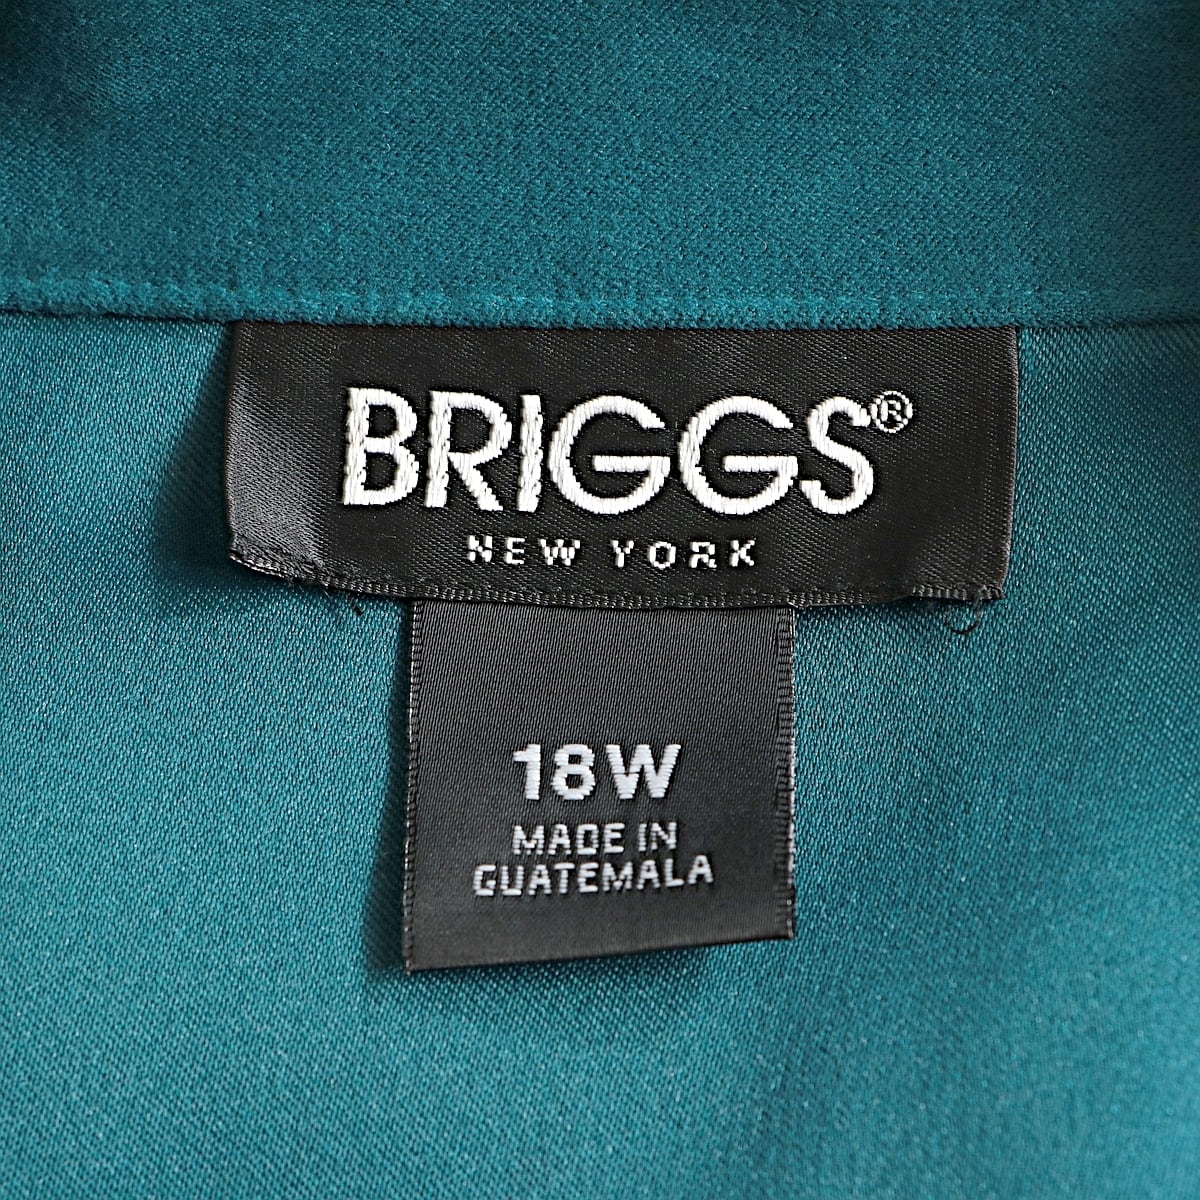 BRIGGS®
NEW YORK
18W
MADE IN
GUATEMALA